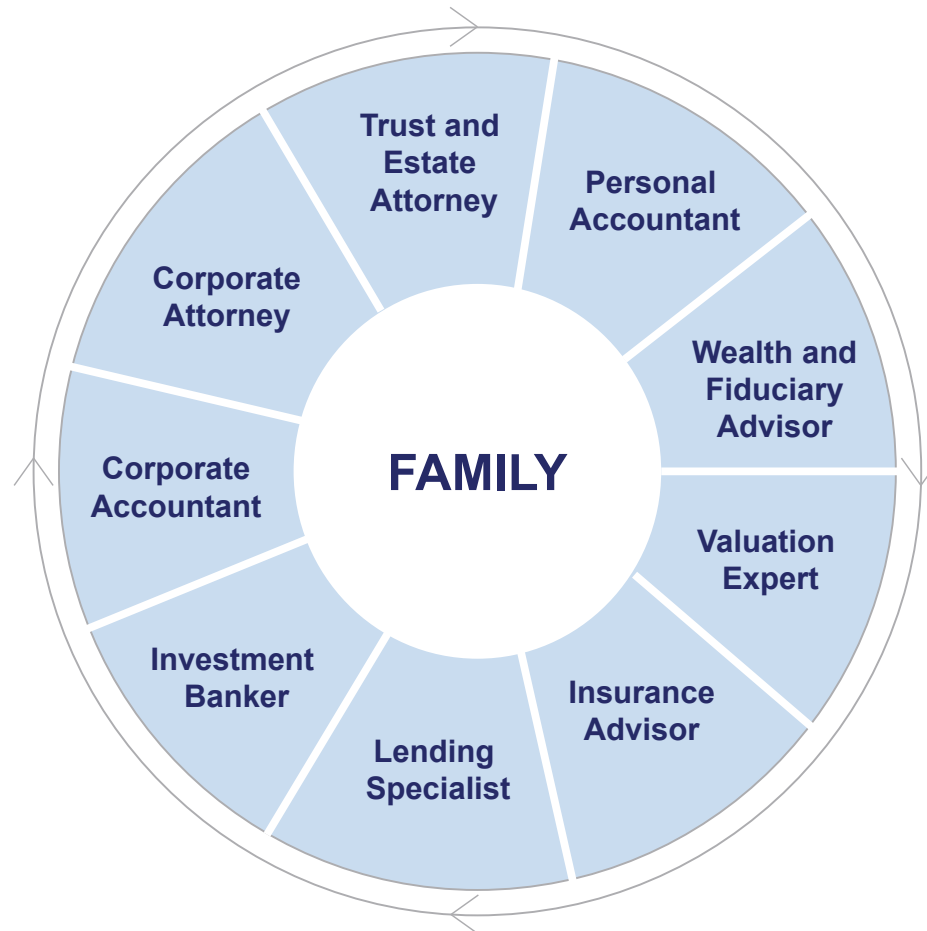 Trust and
Estate
Attorney
Personal
Accountant
Wealth and
Fiduciary
Advisor
Valuation
Expert
Insurance
Advisor
Lending
Specialist
Investment
Banker
Corporate
Accountant
Corporate
Attorney
FAMILY